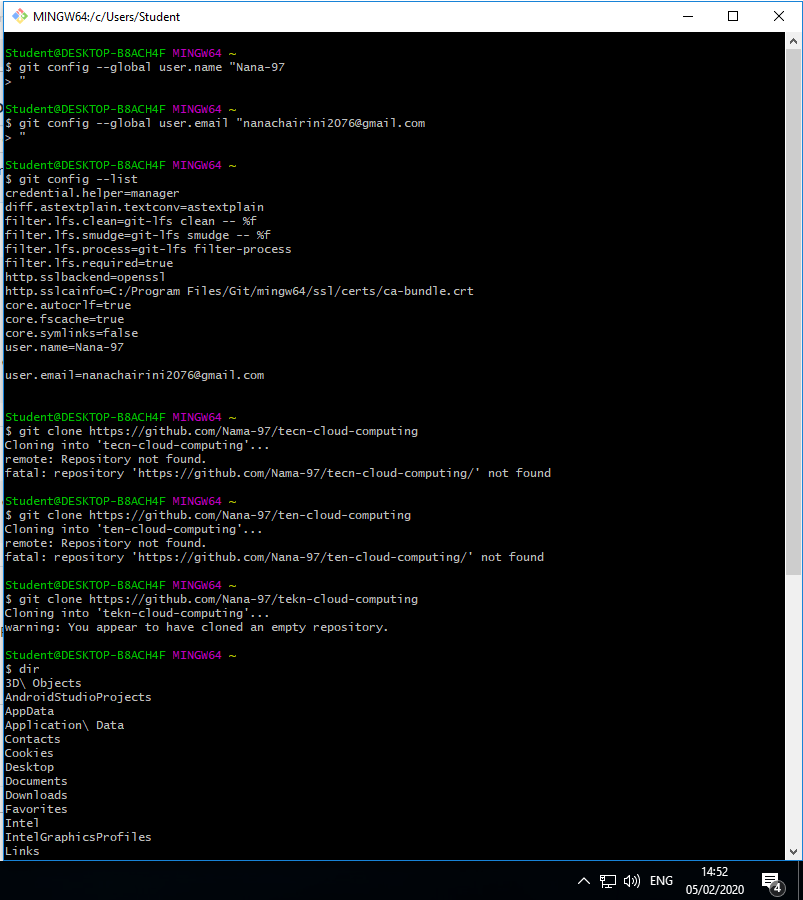 MINGW64:/c/Users/Student
Student@DESKTOP-B8ACH4F MINGW64 ~
$ git config --global user.name "Nana-97
> "
Student@DESKTOP-B8ACH4F MINGW64 ~
$ git config --global user.email "nanachairini2076@gmail.com
> "
Student@DESKTOP-B8ACH4F MINGW64 ~
$ git config --list
credential.helper=manager
diff.astextplain.textconv=astextplain
filter.lfs.clean=git-lfs clean -- %f
filter.lfs.smudge=git-lfs smudge -- %f
filter.lfs.process=git-lfs filter-process
filter.lfs.required=true
http.sslbackend=openssl
http.sslcainfo=C:/Program Files/Git/mingw64/ssl/certs/ca-bundle.crt
core.autocrlf=true
core.fscache=true
core.symlinks=false
user.name=Nana-97
user.email=nanachairini2076@gmail.com
Student@DESKTOP-B8ACH4F MINGW64 ~
$ git clone https://github.com/Nama-97/tecn-cloud-computing
Cloning into 'tecn-cloud-computing'...
remote: Repository not found.
fatal: repository 'https://github.com/Nama-97/tecn-cloud-computing/' not found
Student@DESKTOP-B8ACH4F MINGW64 ~
$ git clone https://github.com/Nana-97/ten-cloud-computing
Cloning into 'ten-cloud-computing'...
remote: Repository not found.
fatal: repository 'https://github.com/Nana-97/ten-cloud-computing/' not found
Student@DESKTOP-B8ACH4F MINGW64 ~
$ git clone https://github.com/Nana-97/tekn-cloud-computing
Cloning into 'tekn-cloud-computing'...
warning: You appear to have cloned an empty repository.
Student@DESKTOP-B8ACH4F MINGW64 ~
$ dir
3D\ Objects
AndroidStudioProjects
AppData
Application\ Data
Contacts
Cookies
Desktop
Documents
Downloads
Favorites
Intel
IntelGraphicsProfiles
Links
ENG
14:52
05/02/2020
4